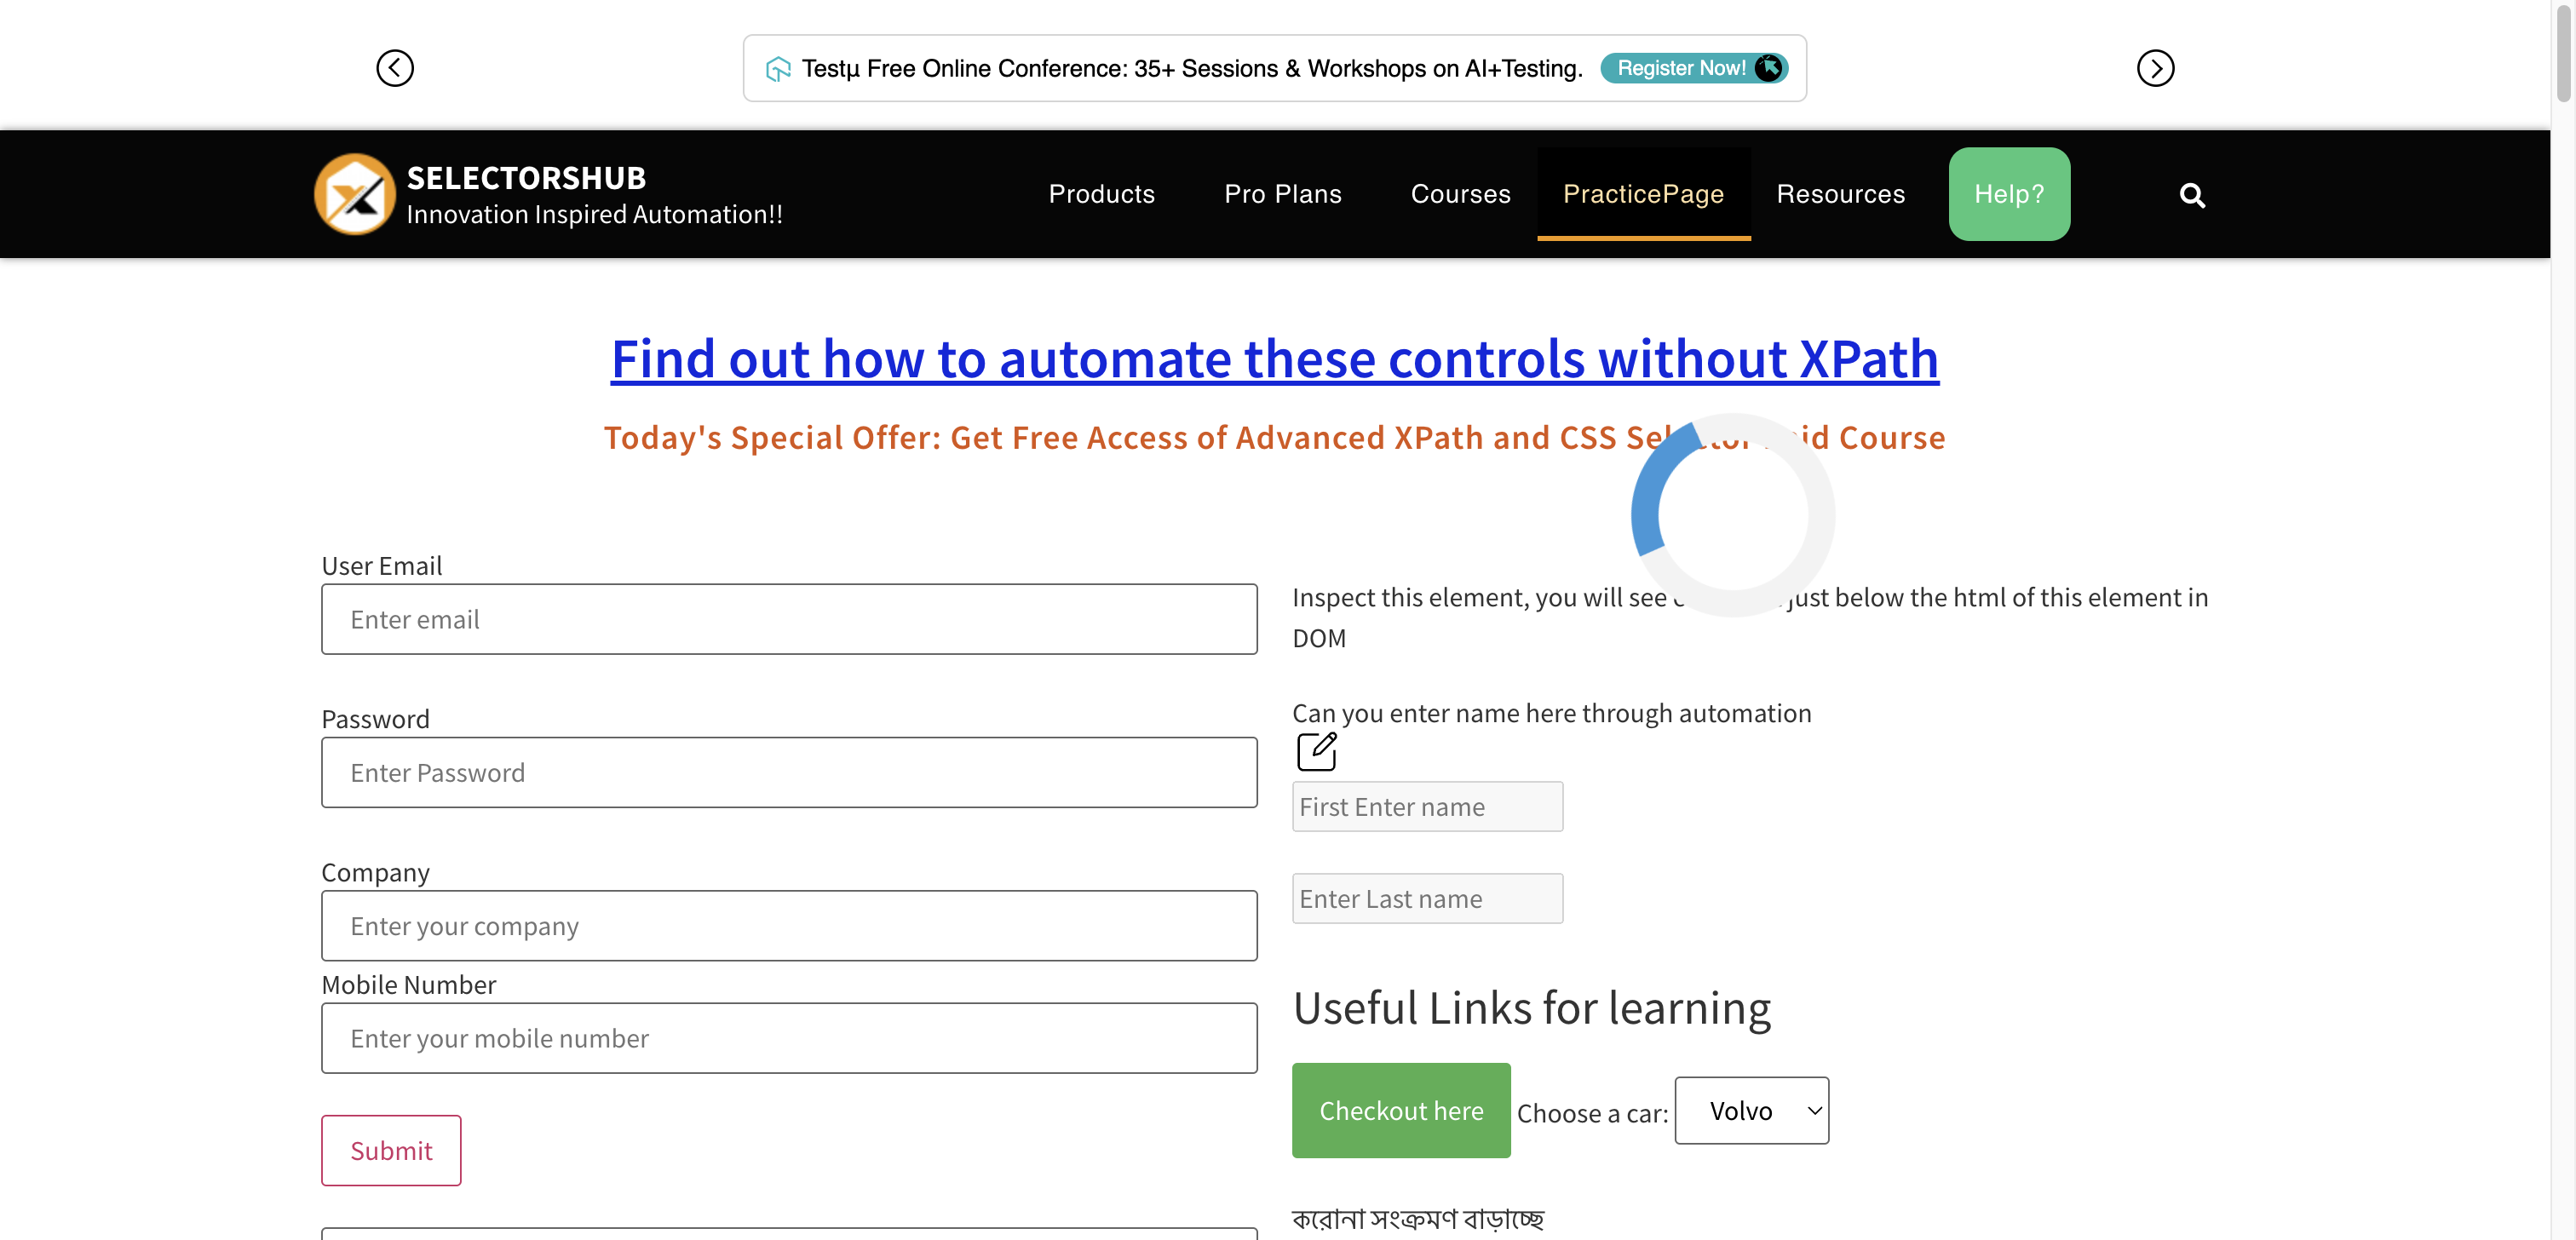 Testμ Free Online Conference: 35+ Sessions & Workshops on AI+Testing. Register Now!
SELECTORSHUB
Innovation Inspired Automation!!
Products Pro Plans Courses PracticePage Resources Help?
Find out how to automate these controls without XPath
Today's Special Offer: Get Free Access of Advanced XPath and CSS Course
User Email
Enter email
Password
Enter Password
Company
Enter your company
Mobile Number
Enter your mobile number
Submit
Inspect this element, you will see just below the html of this element in
DOM
Can you enter name here through automation
First Enter name
Enter Last name
Useful Links for learning
Checkout here Choose a car: Volvo
করোনা সংক্রমণ বাড়াচ্ছে